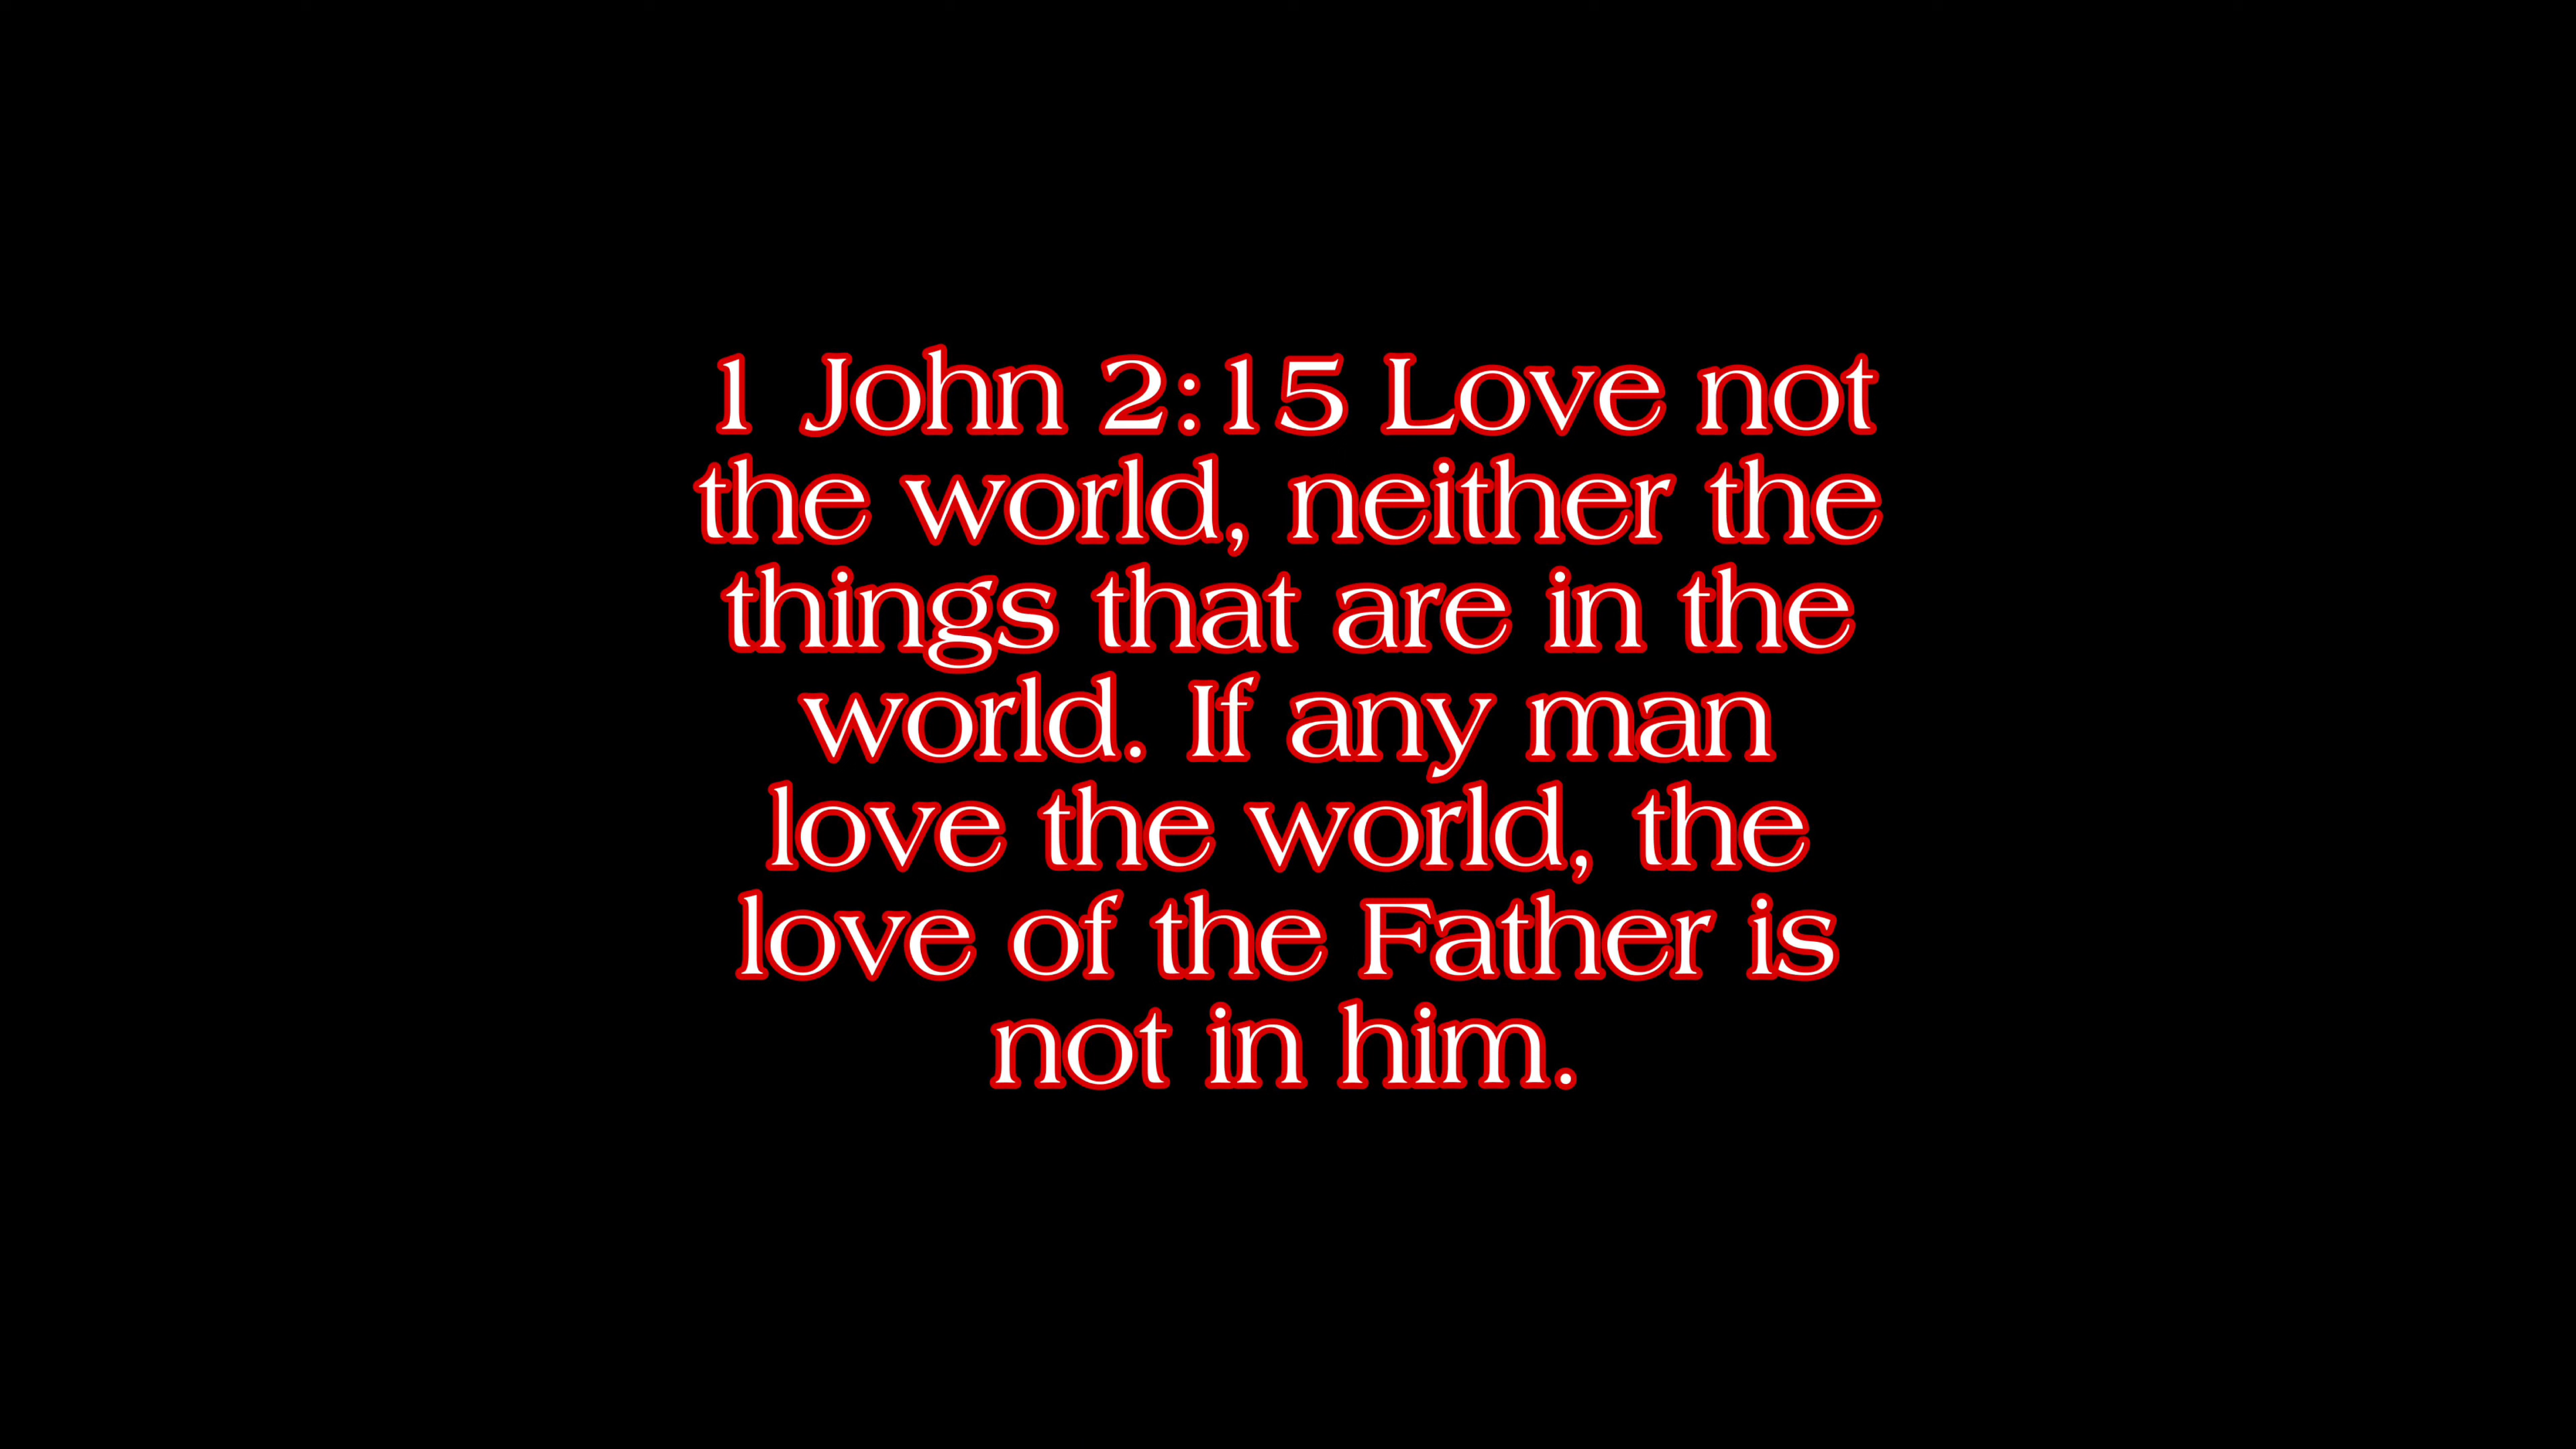 1 John 2:15 Love not
the world, neither the
things that are in the
world. If any man
love the world, the
love of the Father is
not in him.